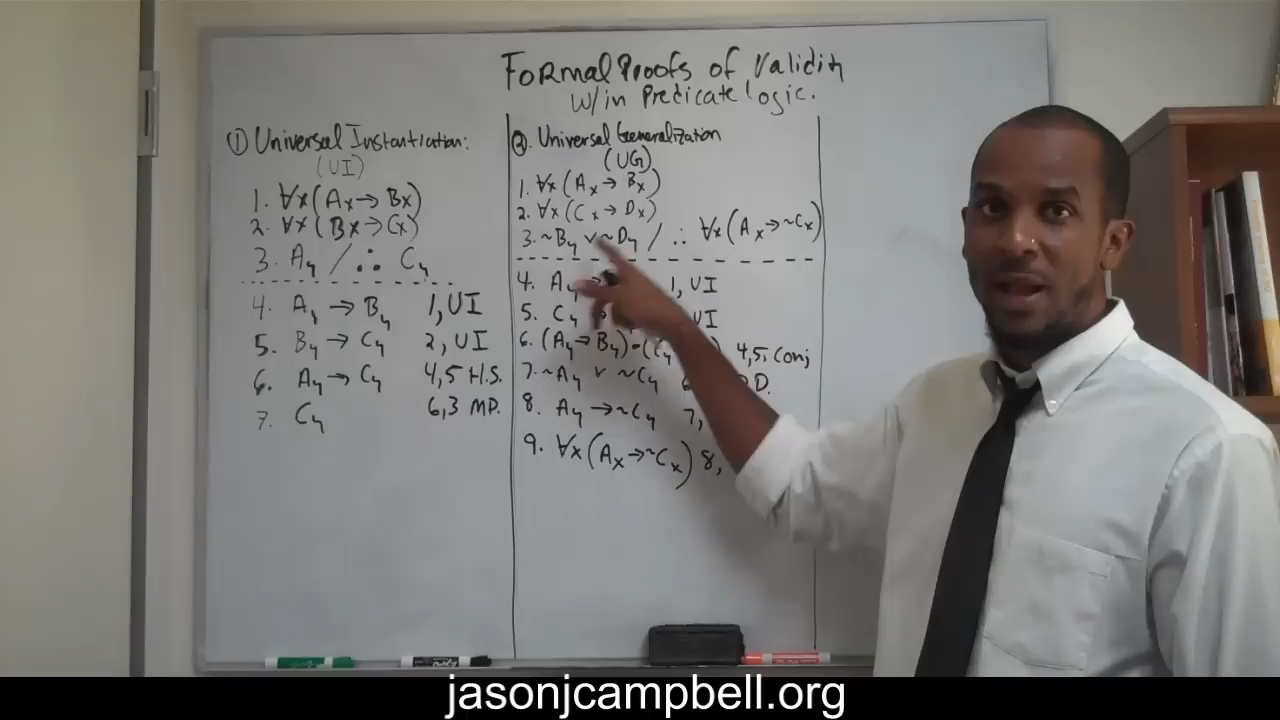 Formal Proofs of Validity
w/in Predicate logic.
① Universal Instantiation:
(UI)
1. ∀x(Ax→Bx)
2. ∀x(Bx→Cx)
3. Ay /∴ Cy
4. Ay → By 1, UI
5. By → Cy 2, UI
6. Ay → Cy 4,5 H.S.
7. Cy 6,3 MP.
②. Universal Generalization
(UG)
1. ∀x(Ax→Bx)
2. ∀x(Cx→Dx)
3. ~By v ~Dy / ∴ ∀x(Ax→~Cx)
4. Ay → 1, UI
5. Cy UI
6. (Ay→By)•(Cy 4,5, Conj
7. ~Ay v ~Cy D.
8. Ay →~Cy 7,
9. ∀x(Ax→~Cx) 8,
jasonjcampbell.org